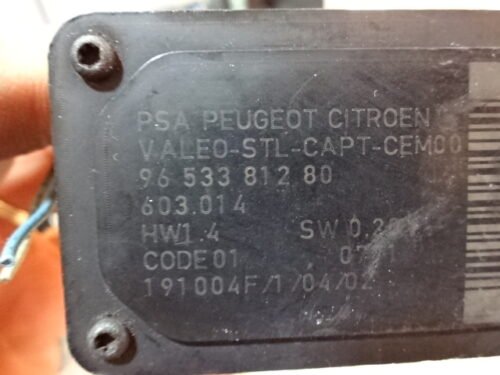 PSA PEUGEOT CITROEN
VALEO-STL-CAPT-CEM00
96 533 812 80
603.014
HW1.4
CODE01
191004F/1/04/02